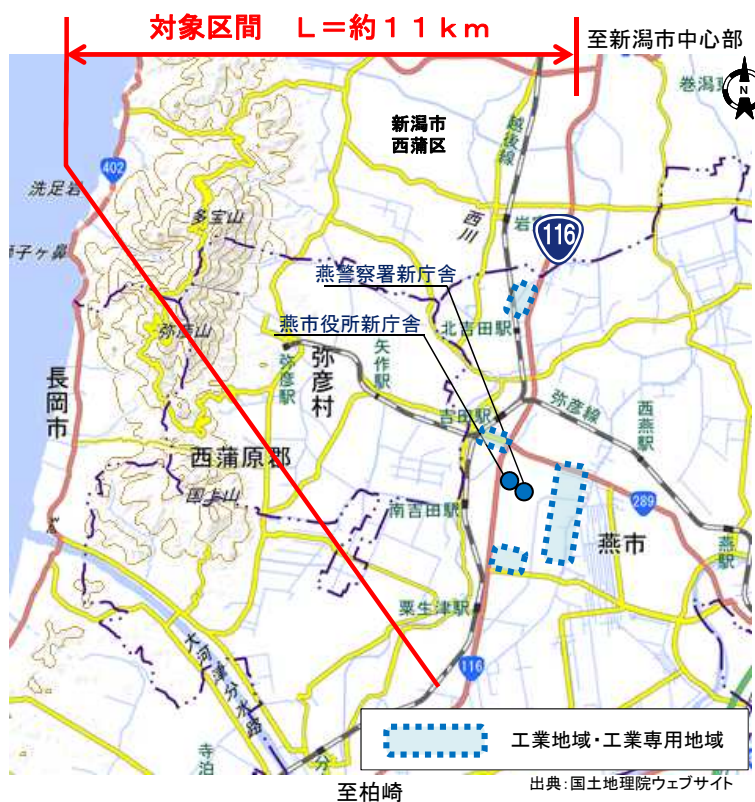 対象区間 L=約11km
至新潟市中心部
N
新潟市
西蒲区
越後線
402
洗足岩
多宝山
西川
116
燕警察署新庁舎
燕市役所新庁舎
北吉田駅
弥彦山
弥彦駅
弥彦村
矢作駅
吉田駅
弥彦線
西燕駅
長岡市
西蒲原郡
国上山
南吉田駅
289
燕市
燕駅
粟生津駅
大河津分水路
116
寺泊
分
工業地域・工業専用地域
至柏崎
出典:国土地理院ウェブサイト